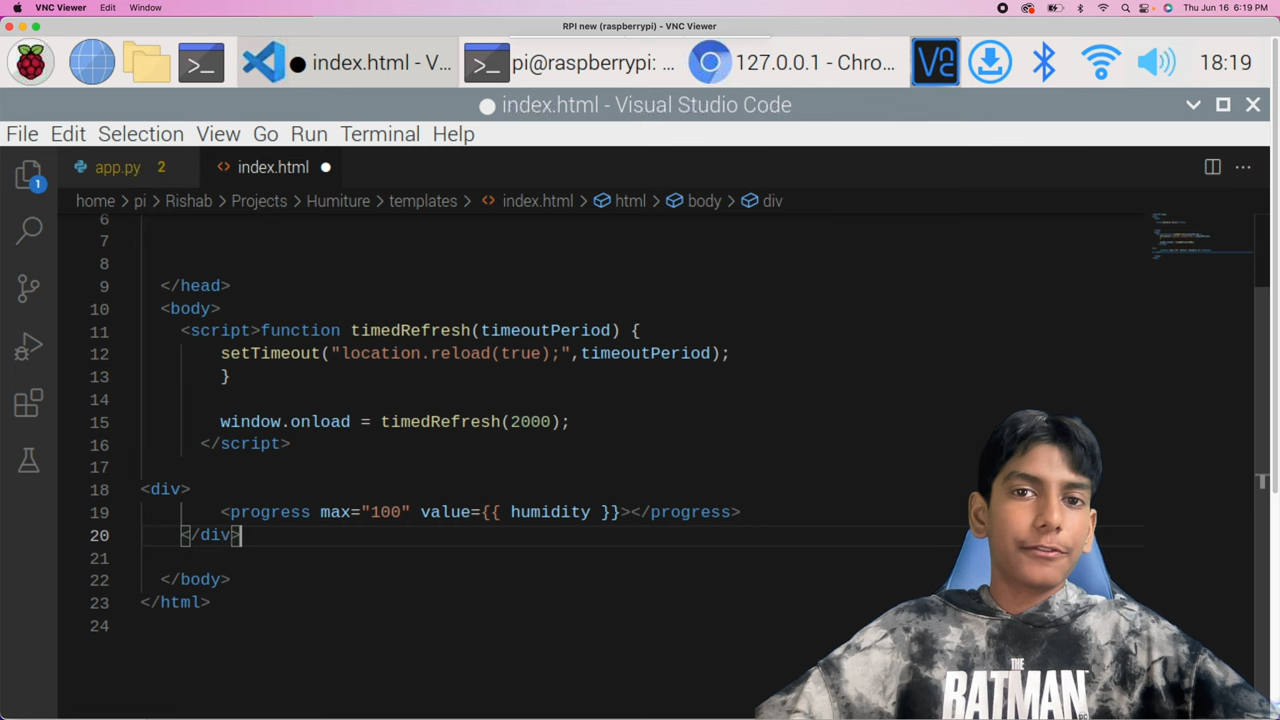 VNC Viewer Edit Window Thu Jun 16 6:19 PM
RPI new (raspberrypi) - VNC Viewer
index.html - V... pi@raspberrypi: ... 127.0.0.1 - Chro... 18:19
index.html - Visual Studio Code
File Edit Selection View Go Run Terminal Help
1 app.py 2 index.html
home > pi > Rishab > Projects > Humiture > templates > index.html > html > body > div
6
7
8
9 </head>
10 <body>
11 <script>function timedRefresh(timeoutPeriod) {
12 setTimeout("location.reload(true);",timeoutPeriod);
13 }
14
15 window.onload = timedRefresh(2000);
16 </script>
17
18 <div>
19 <progress max="100" value={{ humidity }}></progress>
20 </div>
21
22 </body>
23 </html>
24
THE
BATMAN